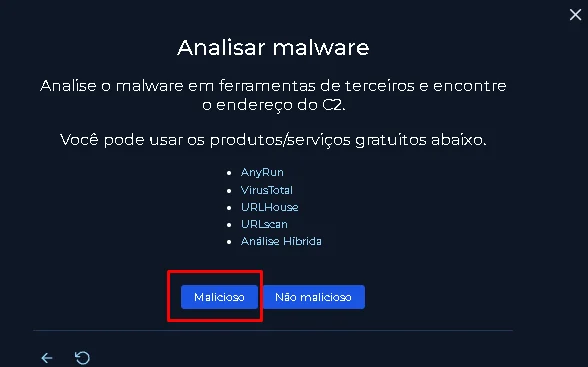 Analisar malware
Analise o malware em ferramentas de terceiros e encontre
o endereço do C2.
Você pode usar os produtos/serviços gratuitos abaixo.
AnyRun
VirusTotal
URLHouse
URLscan
Análise Híbrida
Malicioso Não malicioso